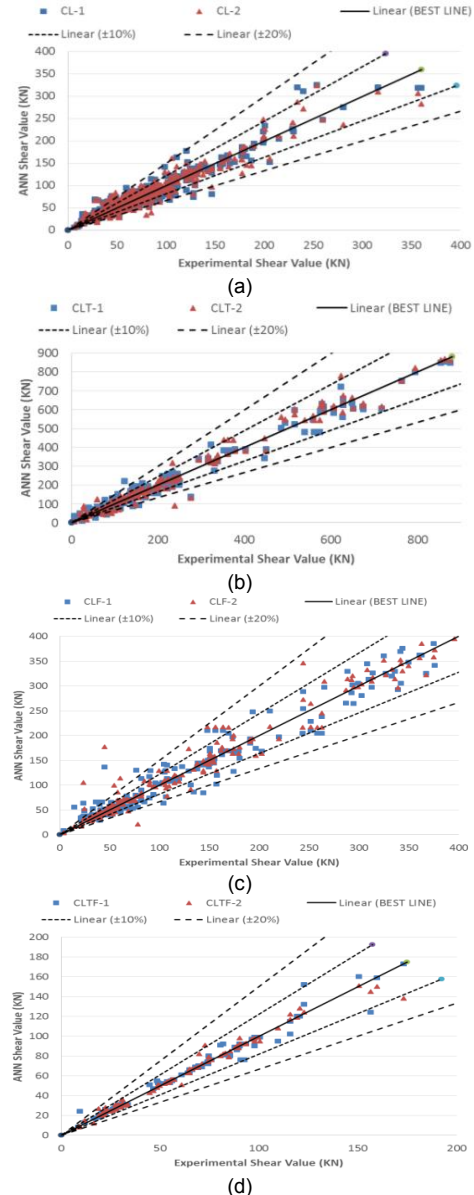 CL-1 CL-2 Linear (BEST LINE)
Linear (±10%) Linear (±20%)
ANN Shear Value (KN)
400
350
300
250
200
150
100
50
0
0 50 100 150 200 250 300 350 400
Experimental Shear Value (KN)
(a)
CLT-1 CLT-2 Linear (BEST LINE)
Linear (±10%) Linear (±20%)
ANN Shear Value (KN)
900
800
700
600
500
400
300
200
100
0
0 200 400 600 800
Experimental Shear Value (KN)
(b)
CLF-1 CLF-2 Linear (BEST LINE)
Linear (±10%) Linear (±20%)
ANN Shear Value (KN)
400
350
300
250
200
150
100
50
0
0 50 100 150 200 250 300 350 400
Experimental Shear Value (KN)
(c)
CLTF-1 CLTF-2 Linear (BEST LINE)
Linear (±10%) Linear (±20%)
ANN Shear Value (KN)
200
180
160
140
120
100
80
60
40
20
0
0 50 100 150 200
Experimental Shear Value (KN)
(d)